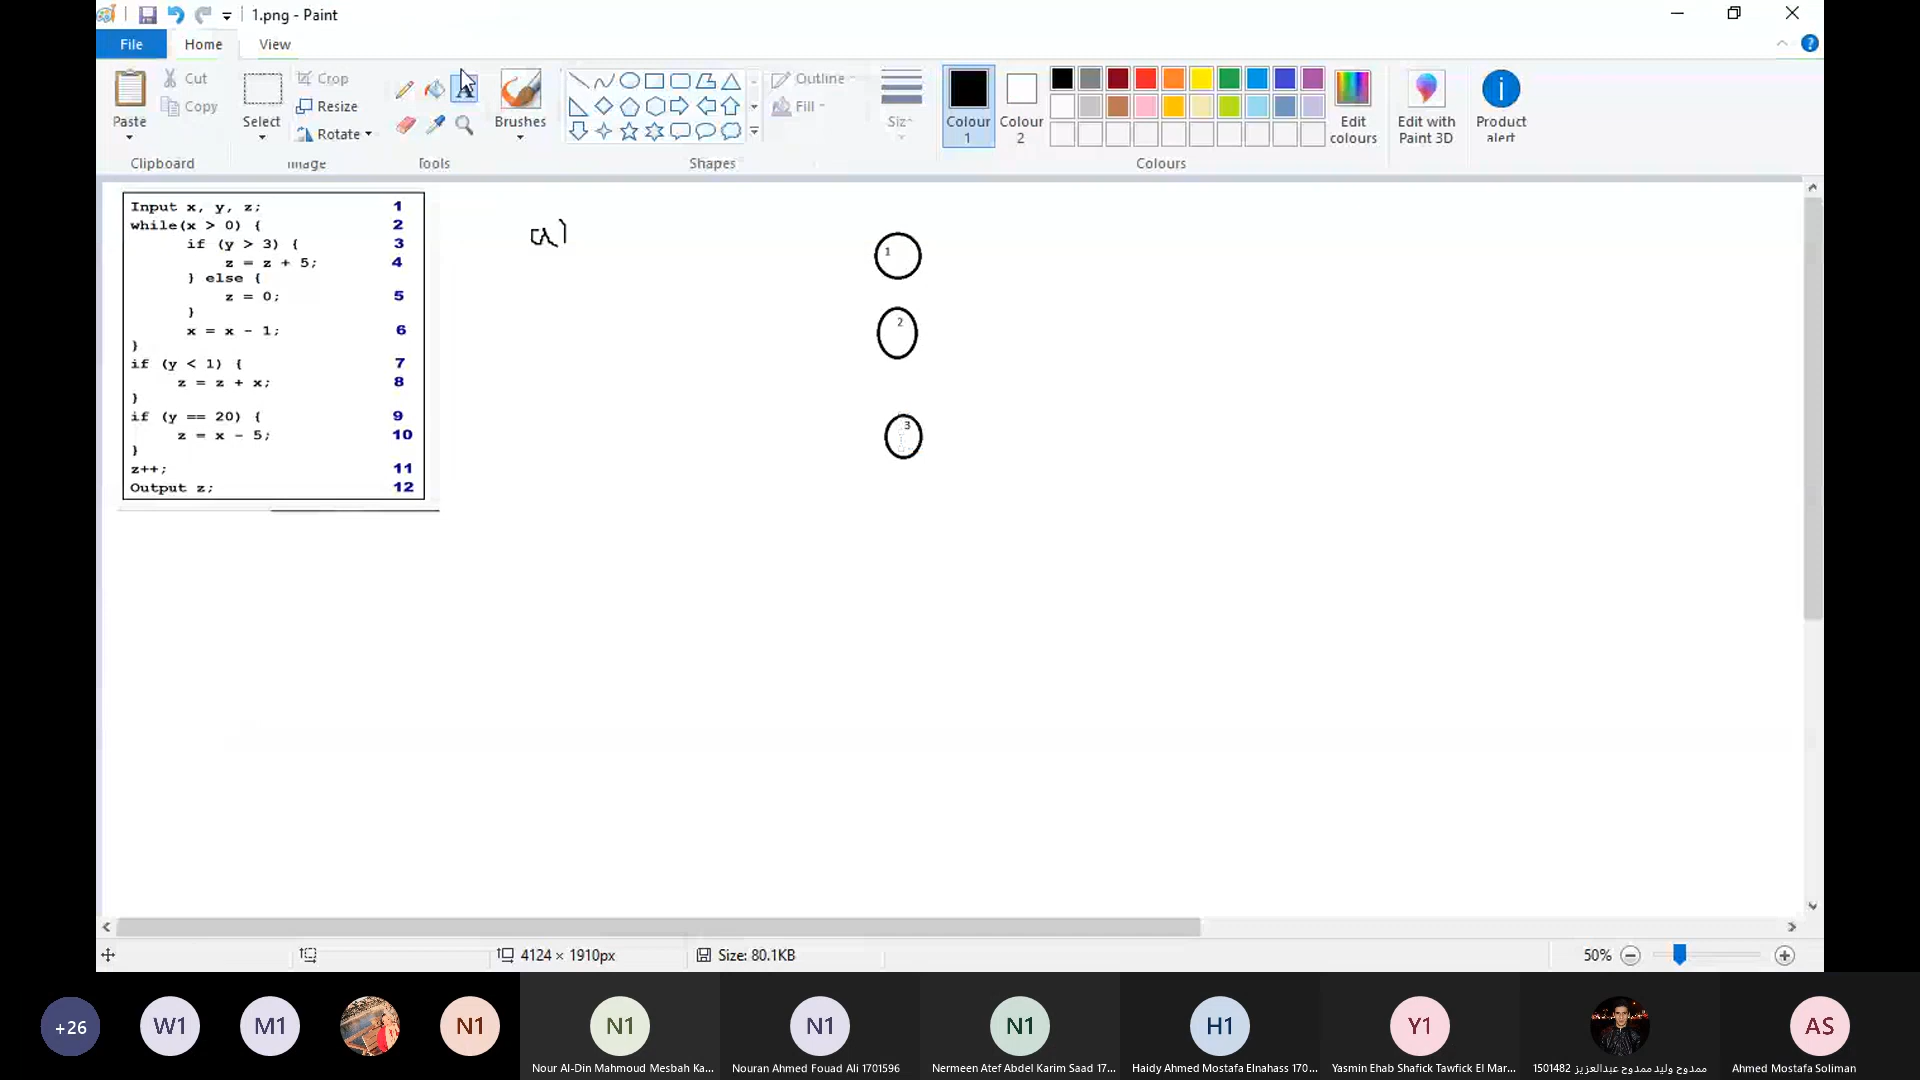 1.png - Paint
File
Home
View
Paste
Cut
Copy
Clipboard
Select
Crop
Resize
Rotate
Image
Tools
Brushes
Shapes
Outline
Fill
Colour 1
Colour 2
Edit colours
Colours
Edit with Paint 3D
Product alert
Input x, y, z; 1
while(x > 0) { 2
if (y > 3) { 3
z = z + 5; 4
} else {
z = 0; 5
}
x = x - 1; 6
}
if (y < 1) { 7
z = z + x; 8
}
if (y == 20) { 9
z = x - 5; 10
}
z++; 11
Output z; 12
a)
1
2
3
4124 × 1910px
Size: 80.1KB
50%
+26
W1
M1
N1
N1
N1
N1
H1
Y1
AS
Nour Al-Din Mahmoud Mesbah Ka...
Nouran Ahmed Fouad Ali 1701596
Nermeen Atef Abdel Karim Saad 17...
Haidy Ahmed Mostafa Elnahass 170...
Yasmin Ehab Shafick Tawfick El Mar...
ممدوح وليد ممدوح عبدالعزيز 1501482
Ahmed Mostafa Soliman